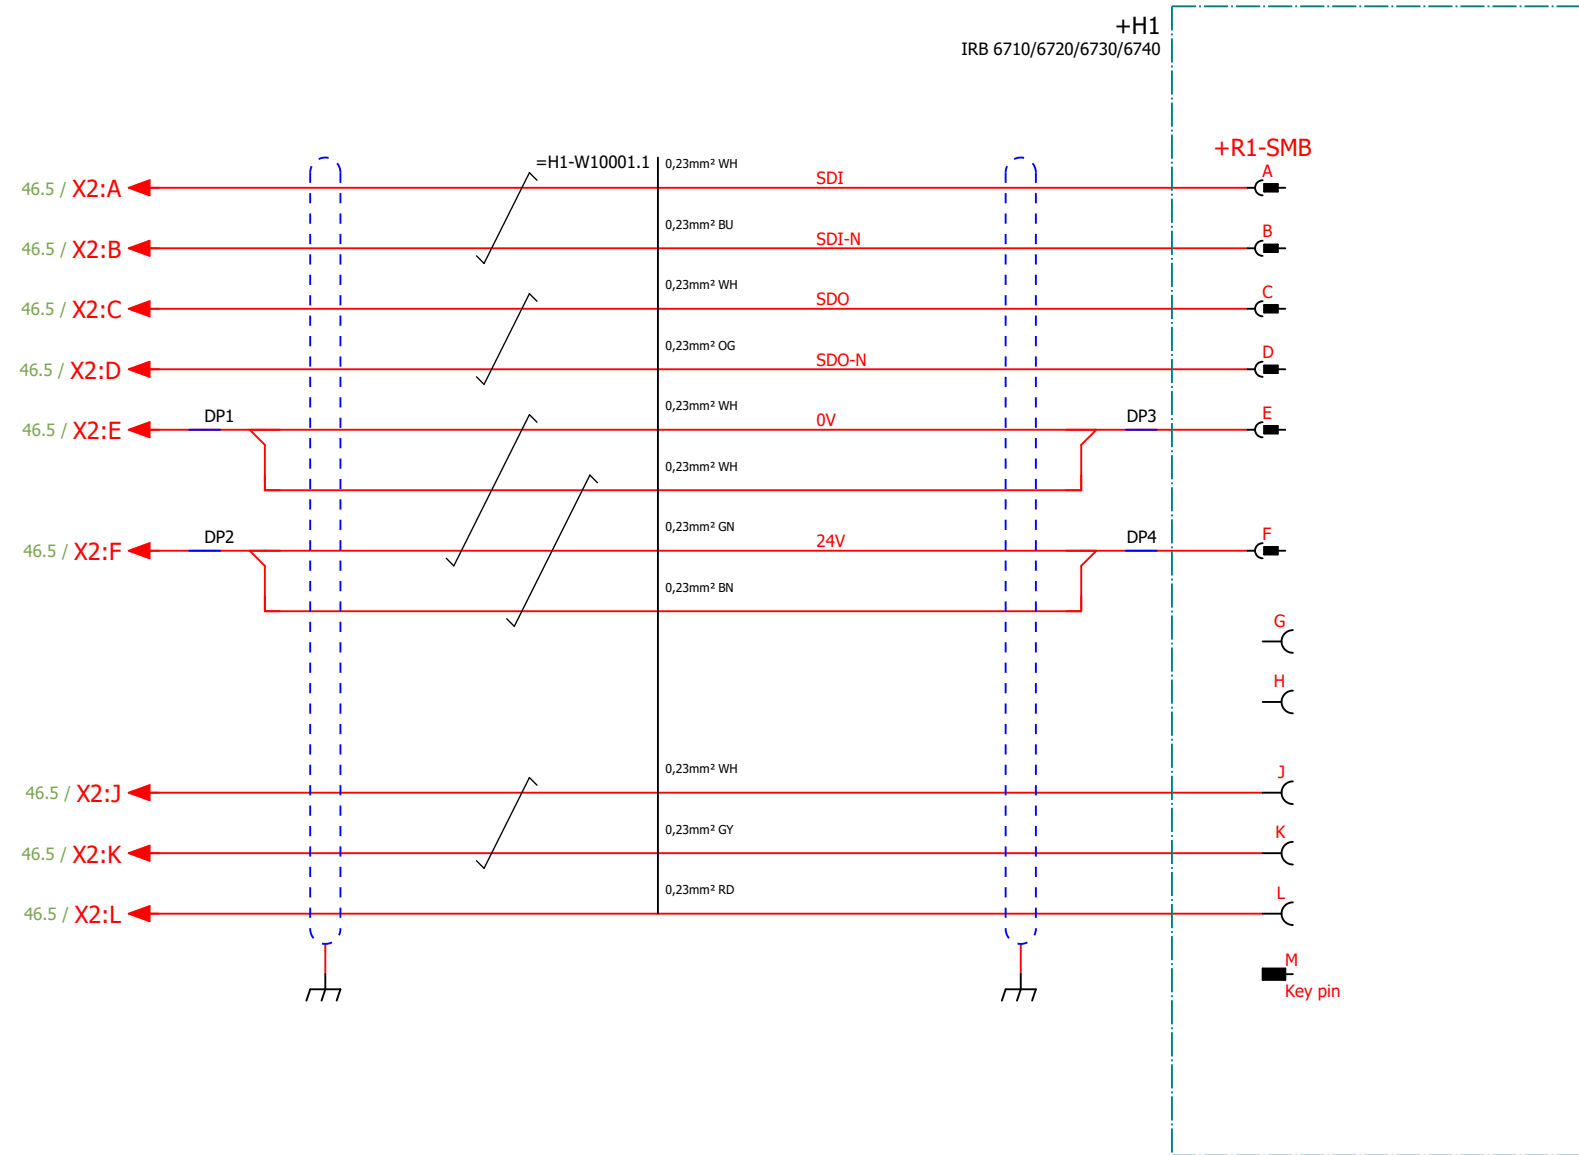 +H1
IRB 6710/6720/6730/6740
+R1-SMB
=H1-W10001.1
0,23mm² WH
46.5 / X2:A
SDI
A
0,23mm² BU
46.5 / X2:B
SDI-N
B
0,23mm² WH
46.5 / X2:C
SDO
C
0,23mm² OG
46.5 / X2:D
SDO-N
D
0,23mm² WH
46.5 / X2:E
DP1
0V
DP3
E
0,23mm² WH
0,23mm² GN
46.5 / X2:F
DP2
24V
DP4
F
0,23mm² BN
G
H
0,23mm² WH
46.5 / X2:J
J
0,23mm² GY
46.5 / X2:K
K
0,23mm² RD
46.5 / X2:L
L
M
Key pin